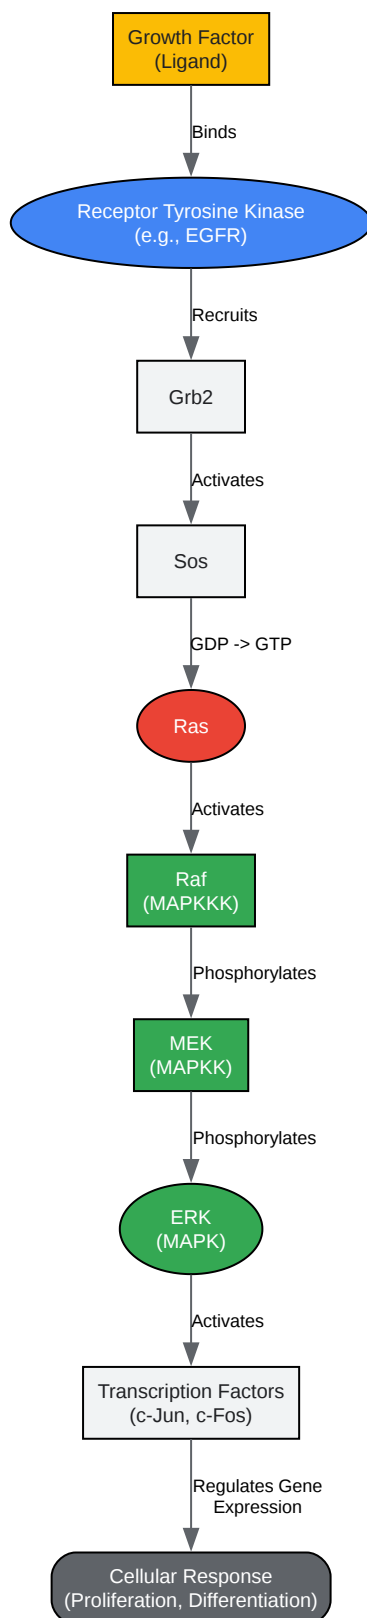 Growth Factor
(Ligand)
Binds
Receptor Tyrosine Kinase
(e.g., EGFR)
Recruits
Grb2
Activates
Sos
GDP -> GTP
Ras
Activates
Raf
(MAPKKK)
Phosphorylates
MEK
(MAPKK)
Phosphorylates
ERK
(MAPK)
Activates
Transcription Factors
(c-Jun, c-Fos)
Regulates Gene
Expression
Cellular Response
(Proliferation, Differentiation)